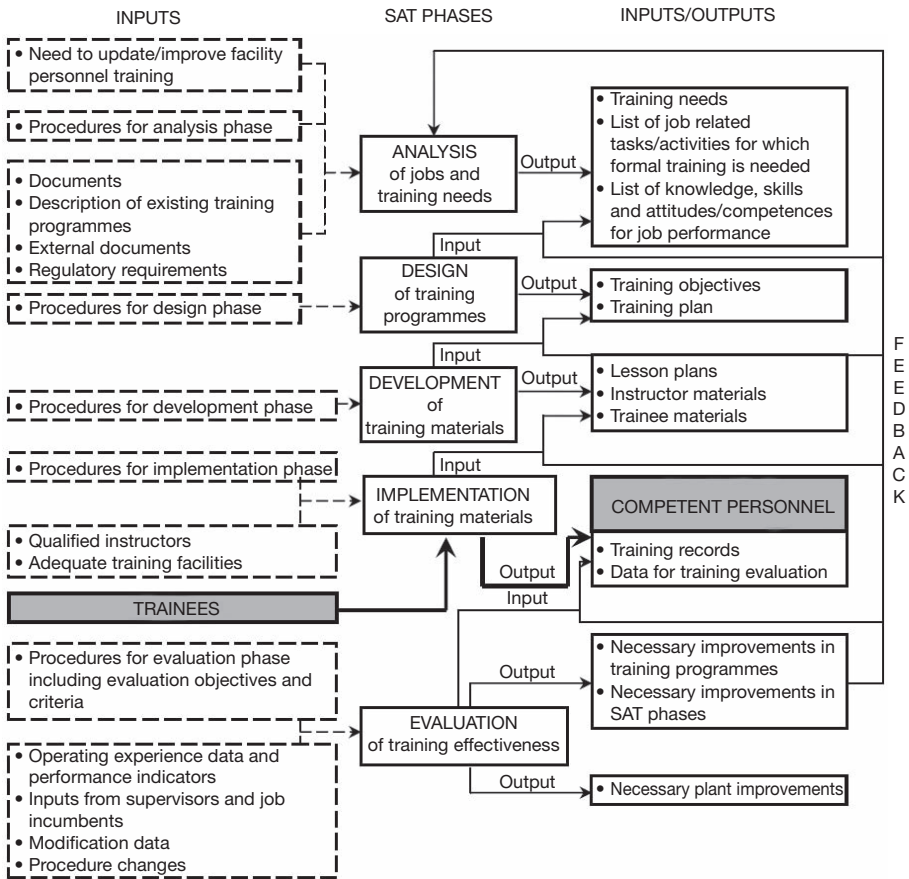 INPUTS
SAT PHASES
INPUTS/OUTPUTS
• Need to update/improve facility
personnel training
• Procedures for analysis phase
• Documents
• Description of existing training
programmes
• External documents
• Regulatory requirements
• Procedures for design phase
• Procedures for development phase
• Procedures for implementation phase
• Qualified instructors
• Adequate training facilities
TRAINEES
• Procedures for evaluation phase
including evaluation objectives and
criteria
• Operating experience data and
performance indicators
• Inputs from supervisors and job
incumbents
• Modification data
• Procedure changes
ANALYSIS
of jobs and
training needs
Output
Input
DESIGN
of training
programmes
Output
Input
DEVELOPMENT
of
training materials
Output
Input
IMPLEMENTATION
of training materials
Output
Input
Output
EVALUATION
of training effectiveness
Output
• Training needs
• List of job related
tasks/activities for which
formal training is needed
• List of knowledge, skills
and attitudes/competences
for job performance
• Training objectives
• Training plan
• Lesson plans
• Instructor materials
• Trainee materials
COMPETENT PERSONNEL
• Training records
• Data for training evaluation
• Necessary improvements in
training programmes
• Necessary improvements in
SAT phases
• Necessary plant improvements
F
E
E
D
B
A
C
K